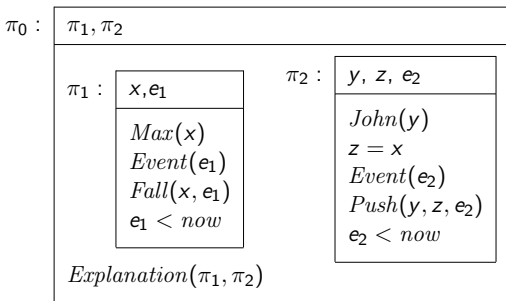 π₀ : π₁, π₂
π₁ : x,e₁
Max(x)
Event(e₁)
Fall(x, e₁)
e₁ < now
π₂ : y, z, e₂
John(y)
z = x
Event(e₂)
Push(y, z, e₂)
e₂ < now
Explanation(π₁, π₂)